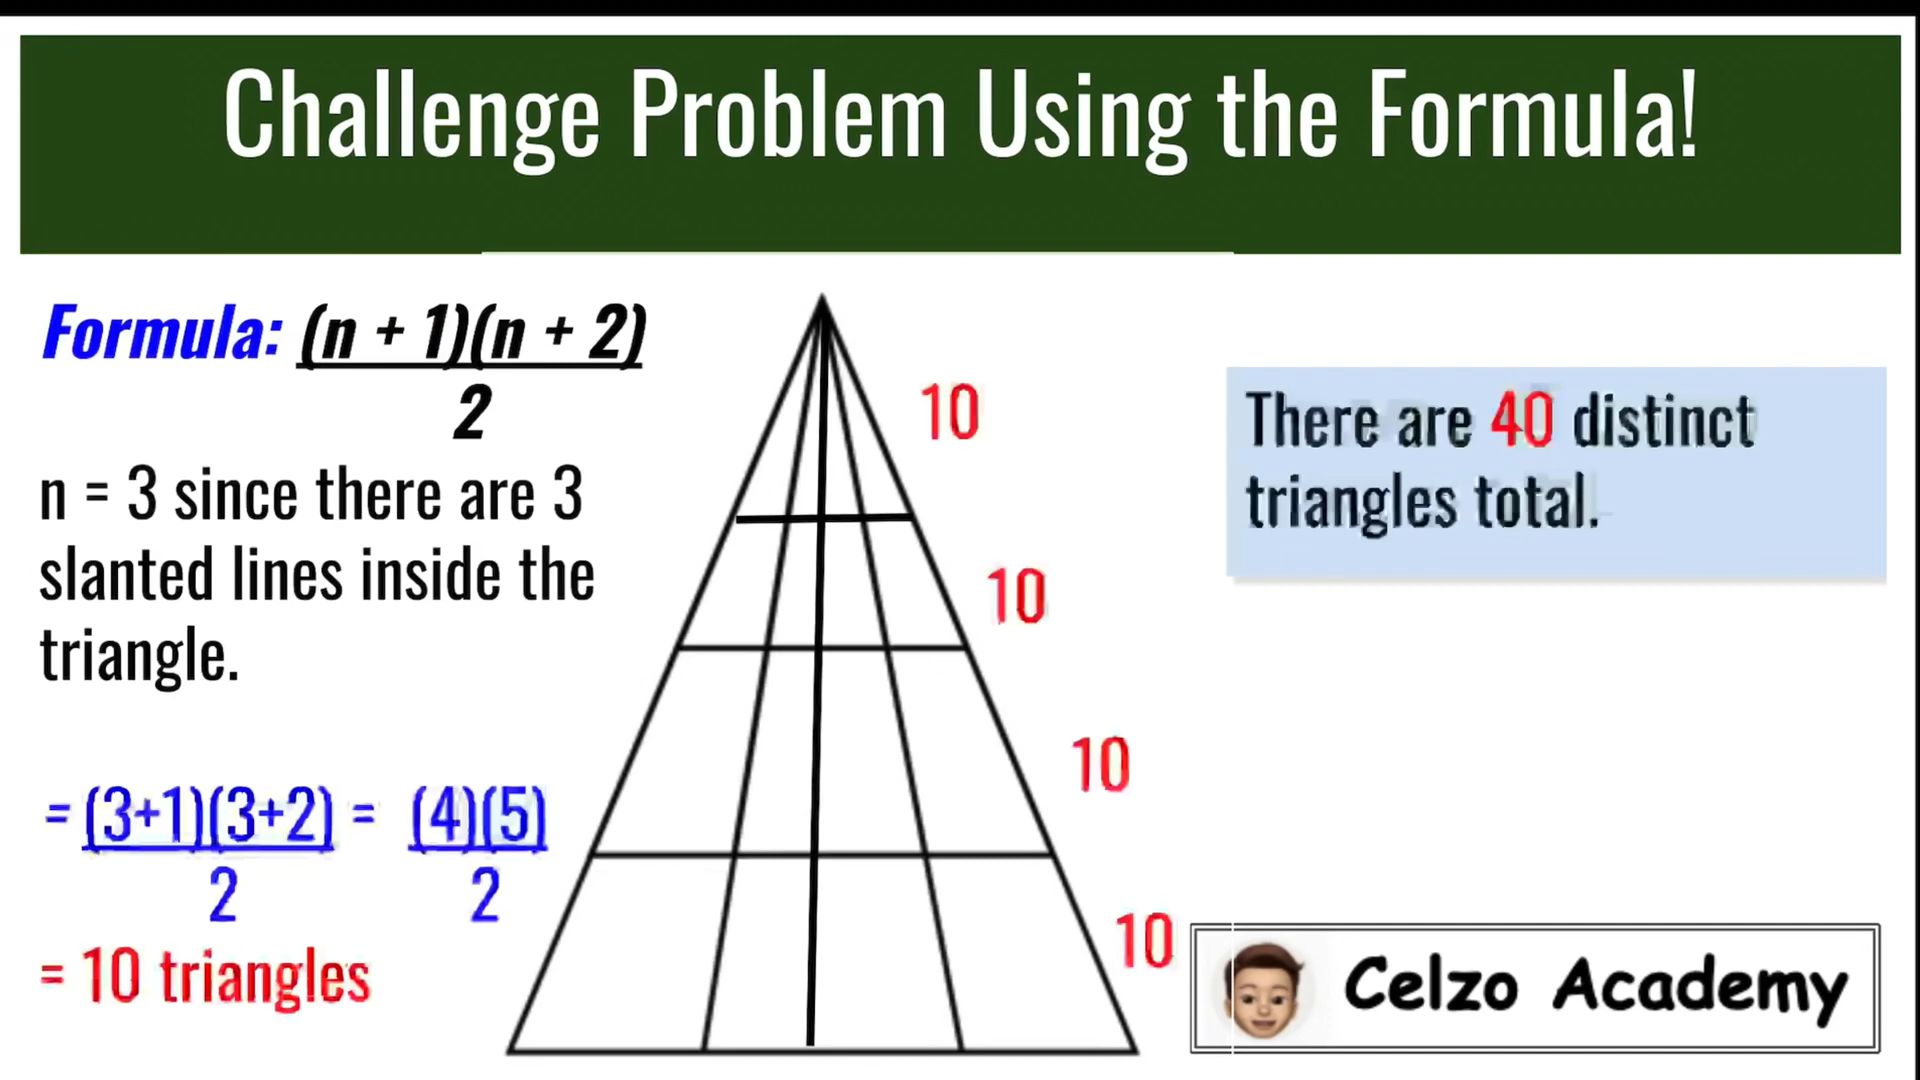 Challenge Problem Using the Formula!
Formula: (n + 1)(n + 2)
2
n = 3 since there are 3
slanted lines inside the
triangle.
= (3+1)(3+2) = (4)(5)
2 2
= 10 triangles
10
10
10
10
There are 40 distinct
triangles total.
Celzo Academy